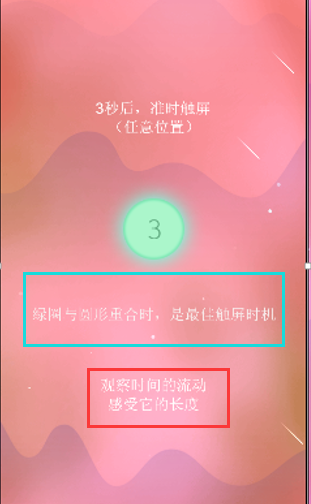 3秒后，准时触屏
（任意位置）
3
绿圈与圆形重合时，是最佳触屏时机
观察时间的流动
感受它的长度